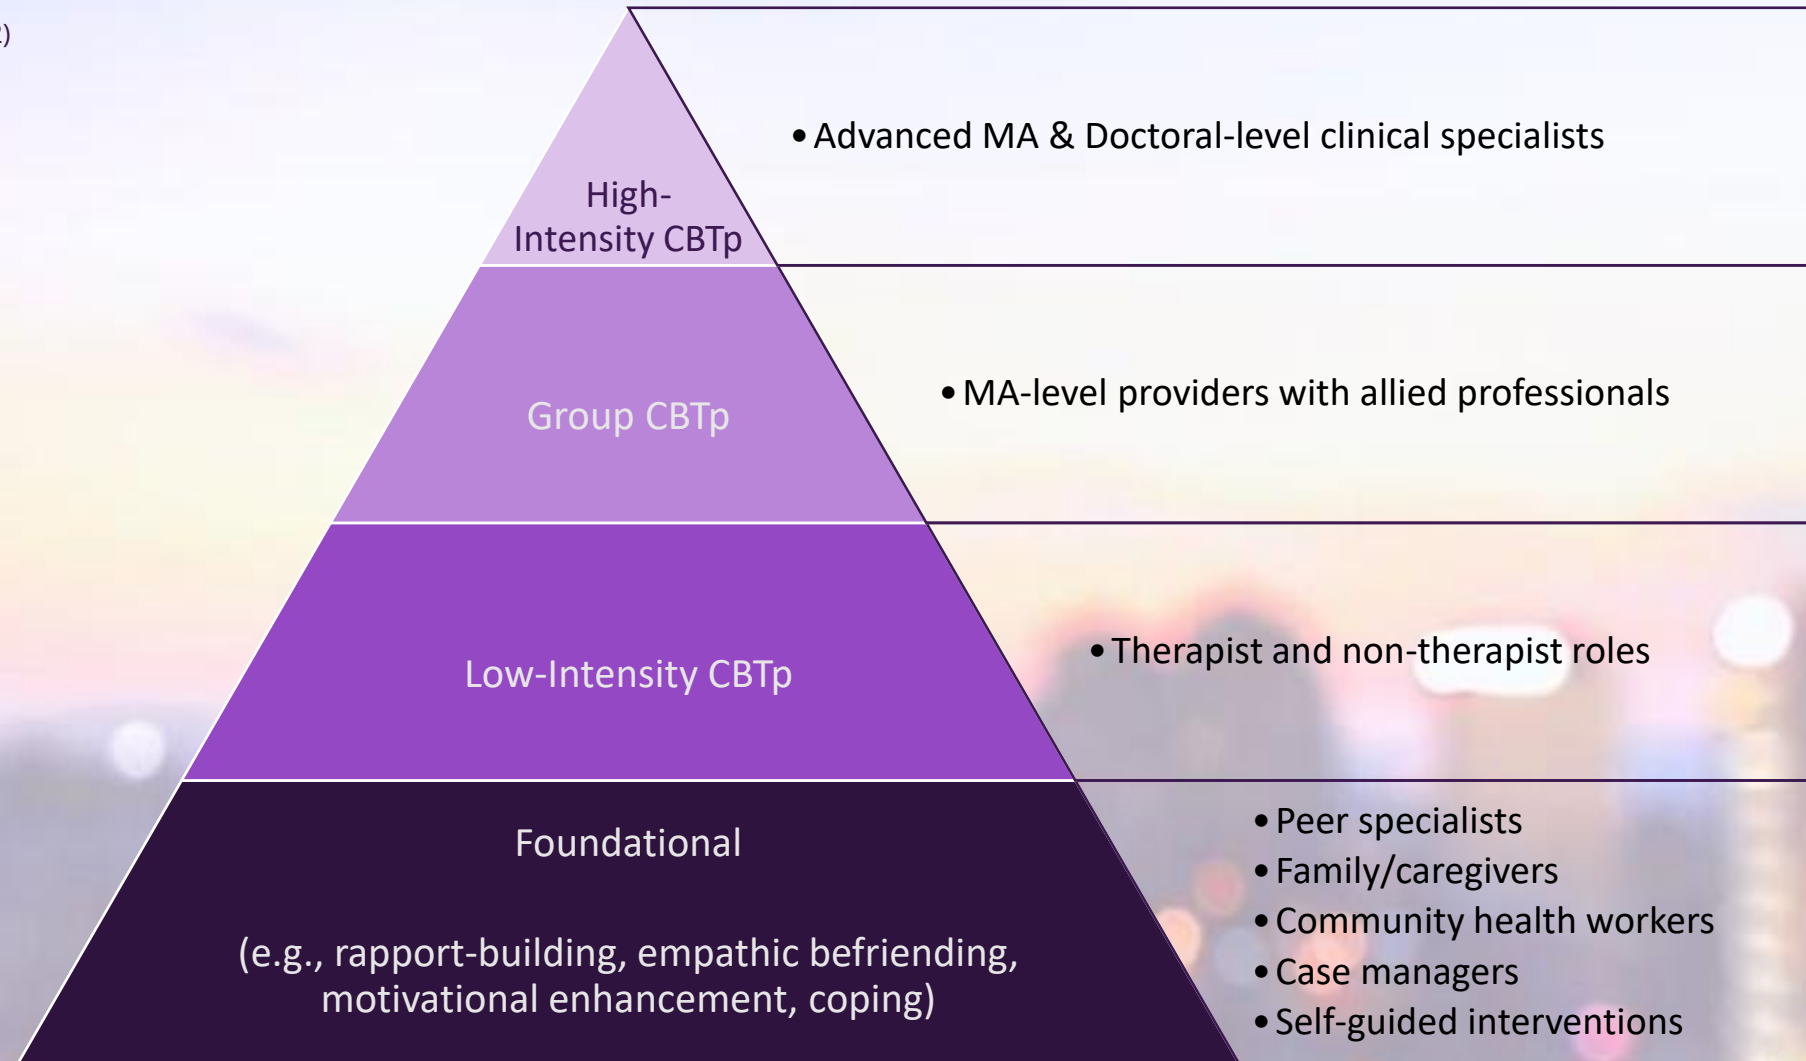 2)
High-
Intensity CBTp
• Advanced MA & Doctoral-level clinical specialists
Group CBTp
• MA-level providers with allied professionals
Low-Intensity CBTp
• Therapist and non-therapist roles
Foundational
(e.g., rapport-building, empathic befriending,
motivational enhancement, coping)
• Peer specialists
• Family/caregivers
• Community health workers
• Case managers
• Self-guided interventions